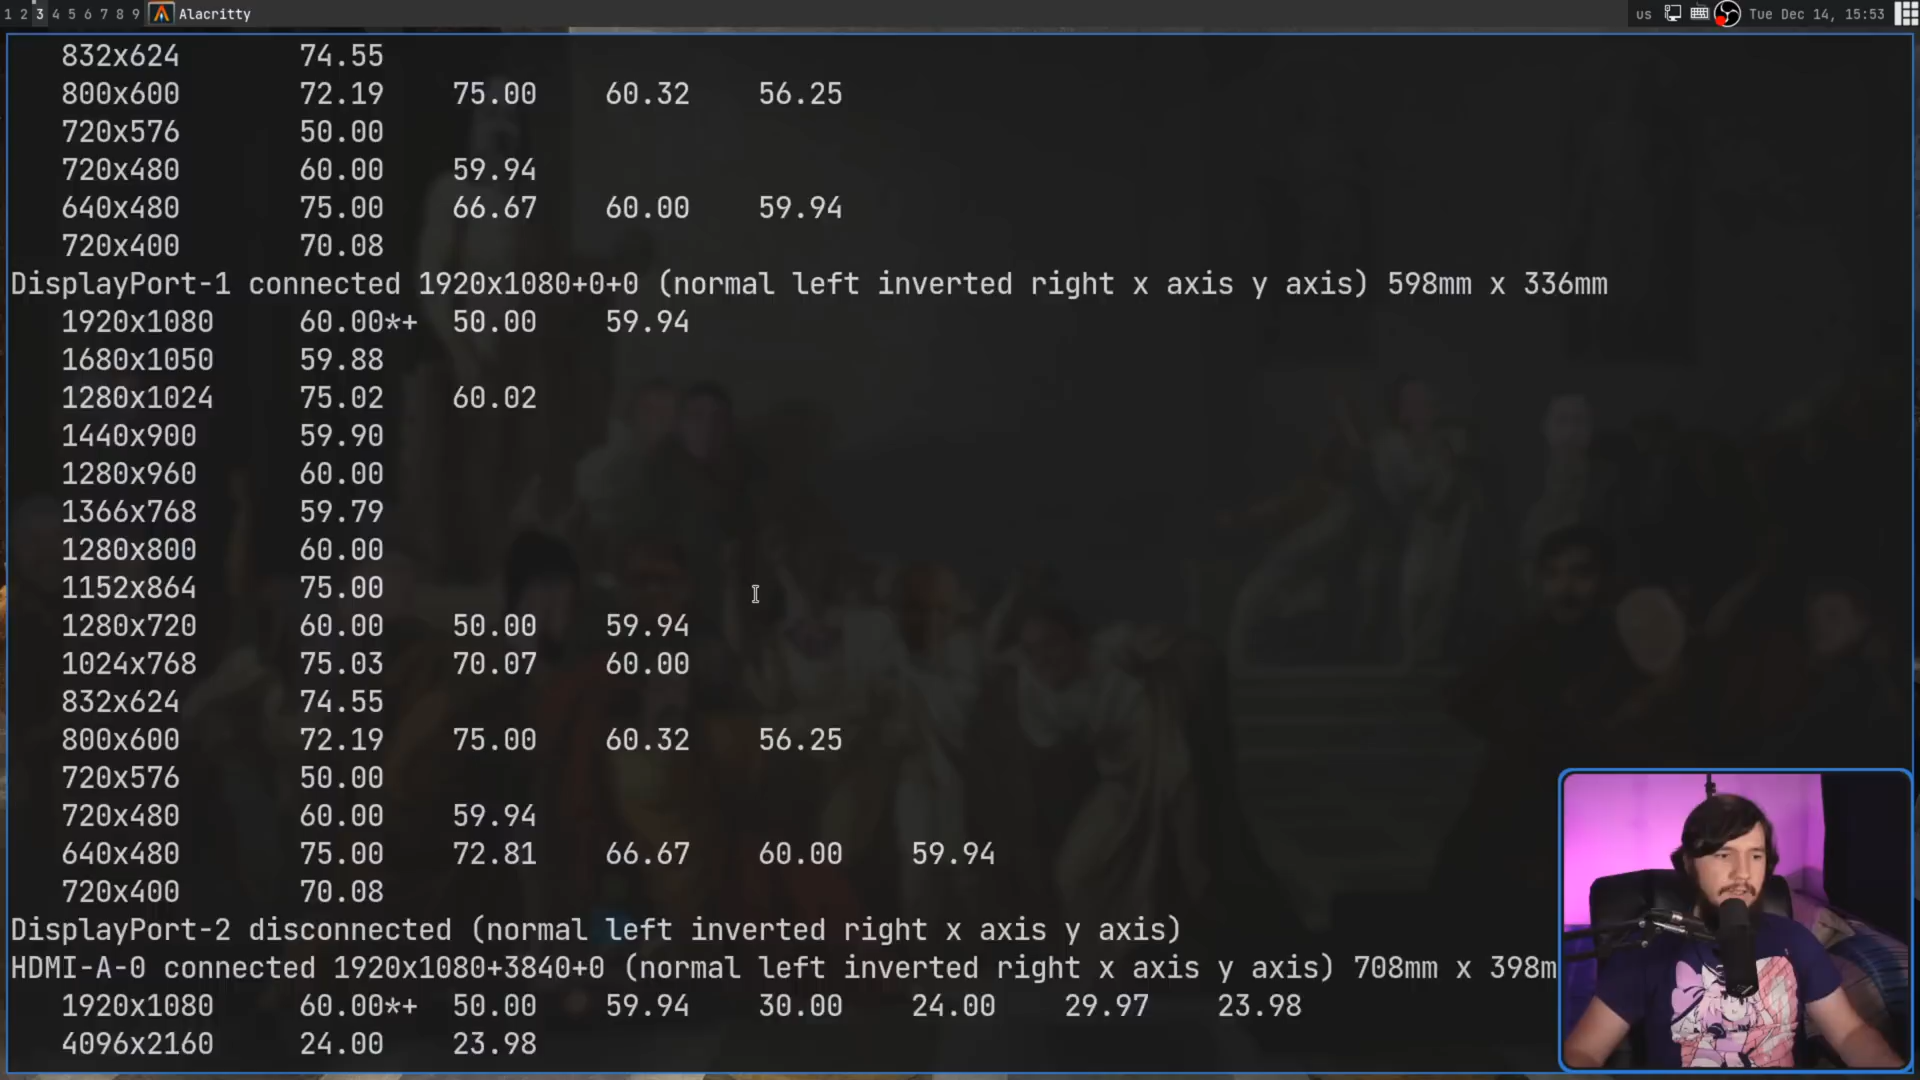 1 2 3 4 5 6 7 8 9 Alacritty us Tue Dec 14, 15:53
832x624 74.55
800x600 72.19 75.00 60.32 56.25
720x576 50.00
720x480 60.00 59.94
640x480 75.00 66.67 60.00 59.94
720x400 70.08
DisplayPort-1 connected 1920x1080+0+0 (normal left inverted right x axis y axis) 598mm x 336mm
1920x1080 60.00*+ 50.00 59.94
1680x1050 59.88
1280x1024 75.02 60.02
1440x900 59.90
1280x960 60.00
1366x768 59.79
1280x800 60.00
1152x864 75.00
1280x720 60.00 50.00 59.94
1024x768 75.03 70.07 60.00
832x624 74.55
800x600 72.19 75.00 60.32 56.25
720x576 50.00
720x480 60.00 59.94
640x480 75.00 72.81 66.67 60.00 59.94
720x400 70.08
DisplayPort-2 disconnected (normal left inverted right x axis y axis)
HDMI-A-0 connected 1920x1080+3840+0 (normal left inverted right x axis y axis) 708mm x 398m
1920x1080 60.00*+ 50.00 59.94 30.00 24.00 29.97 23.98
4096x2160 24.00 23.98